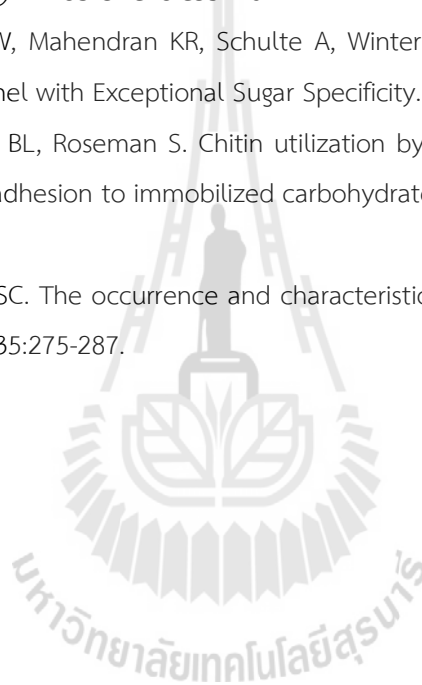 W, Mahendran KR, Schulte A, Winter
nel with Exceptional Sugar Specificity.
BL, Roseman S. Chitin utilization by
adhesion to immobilized carbohydrat
SC. The occurrence and characteristic
35:275-287.
มหาวิทยาลัยเทคโนโลยีสุรนารี